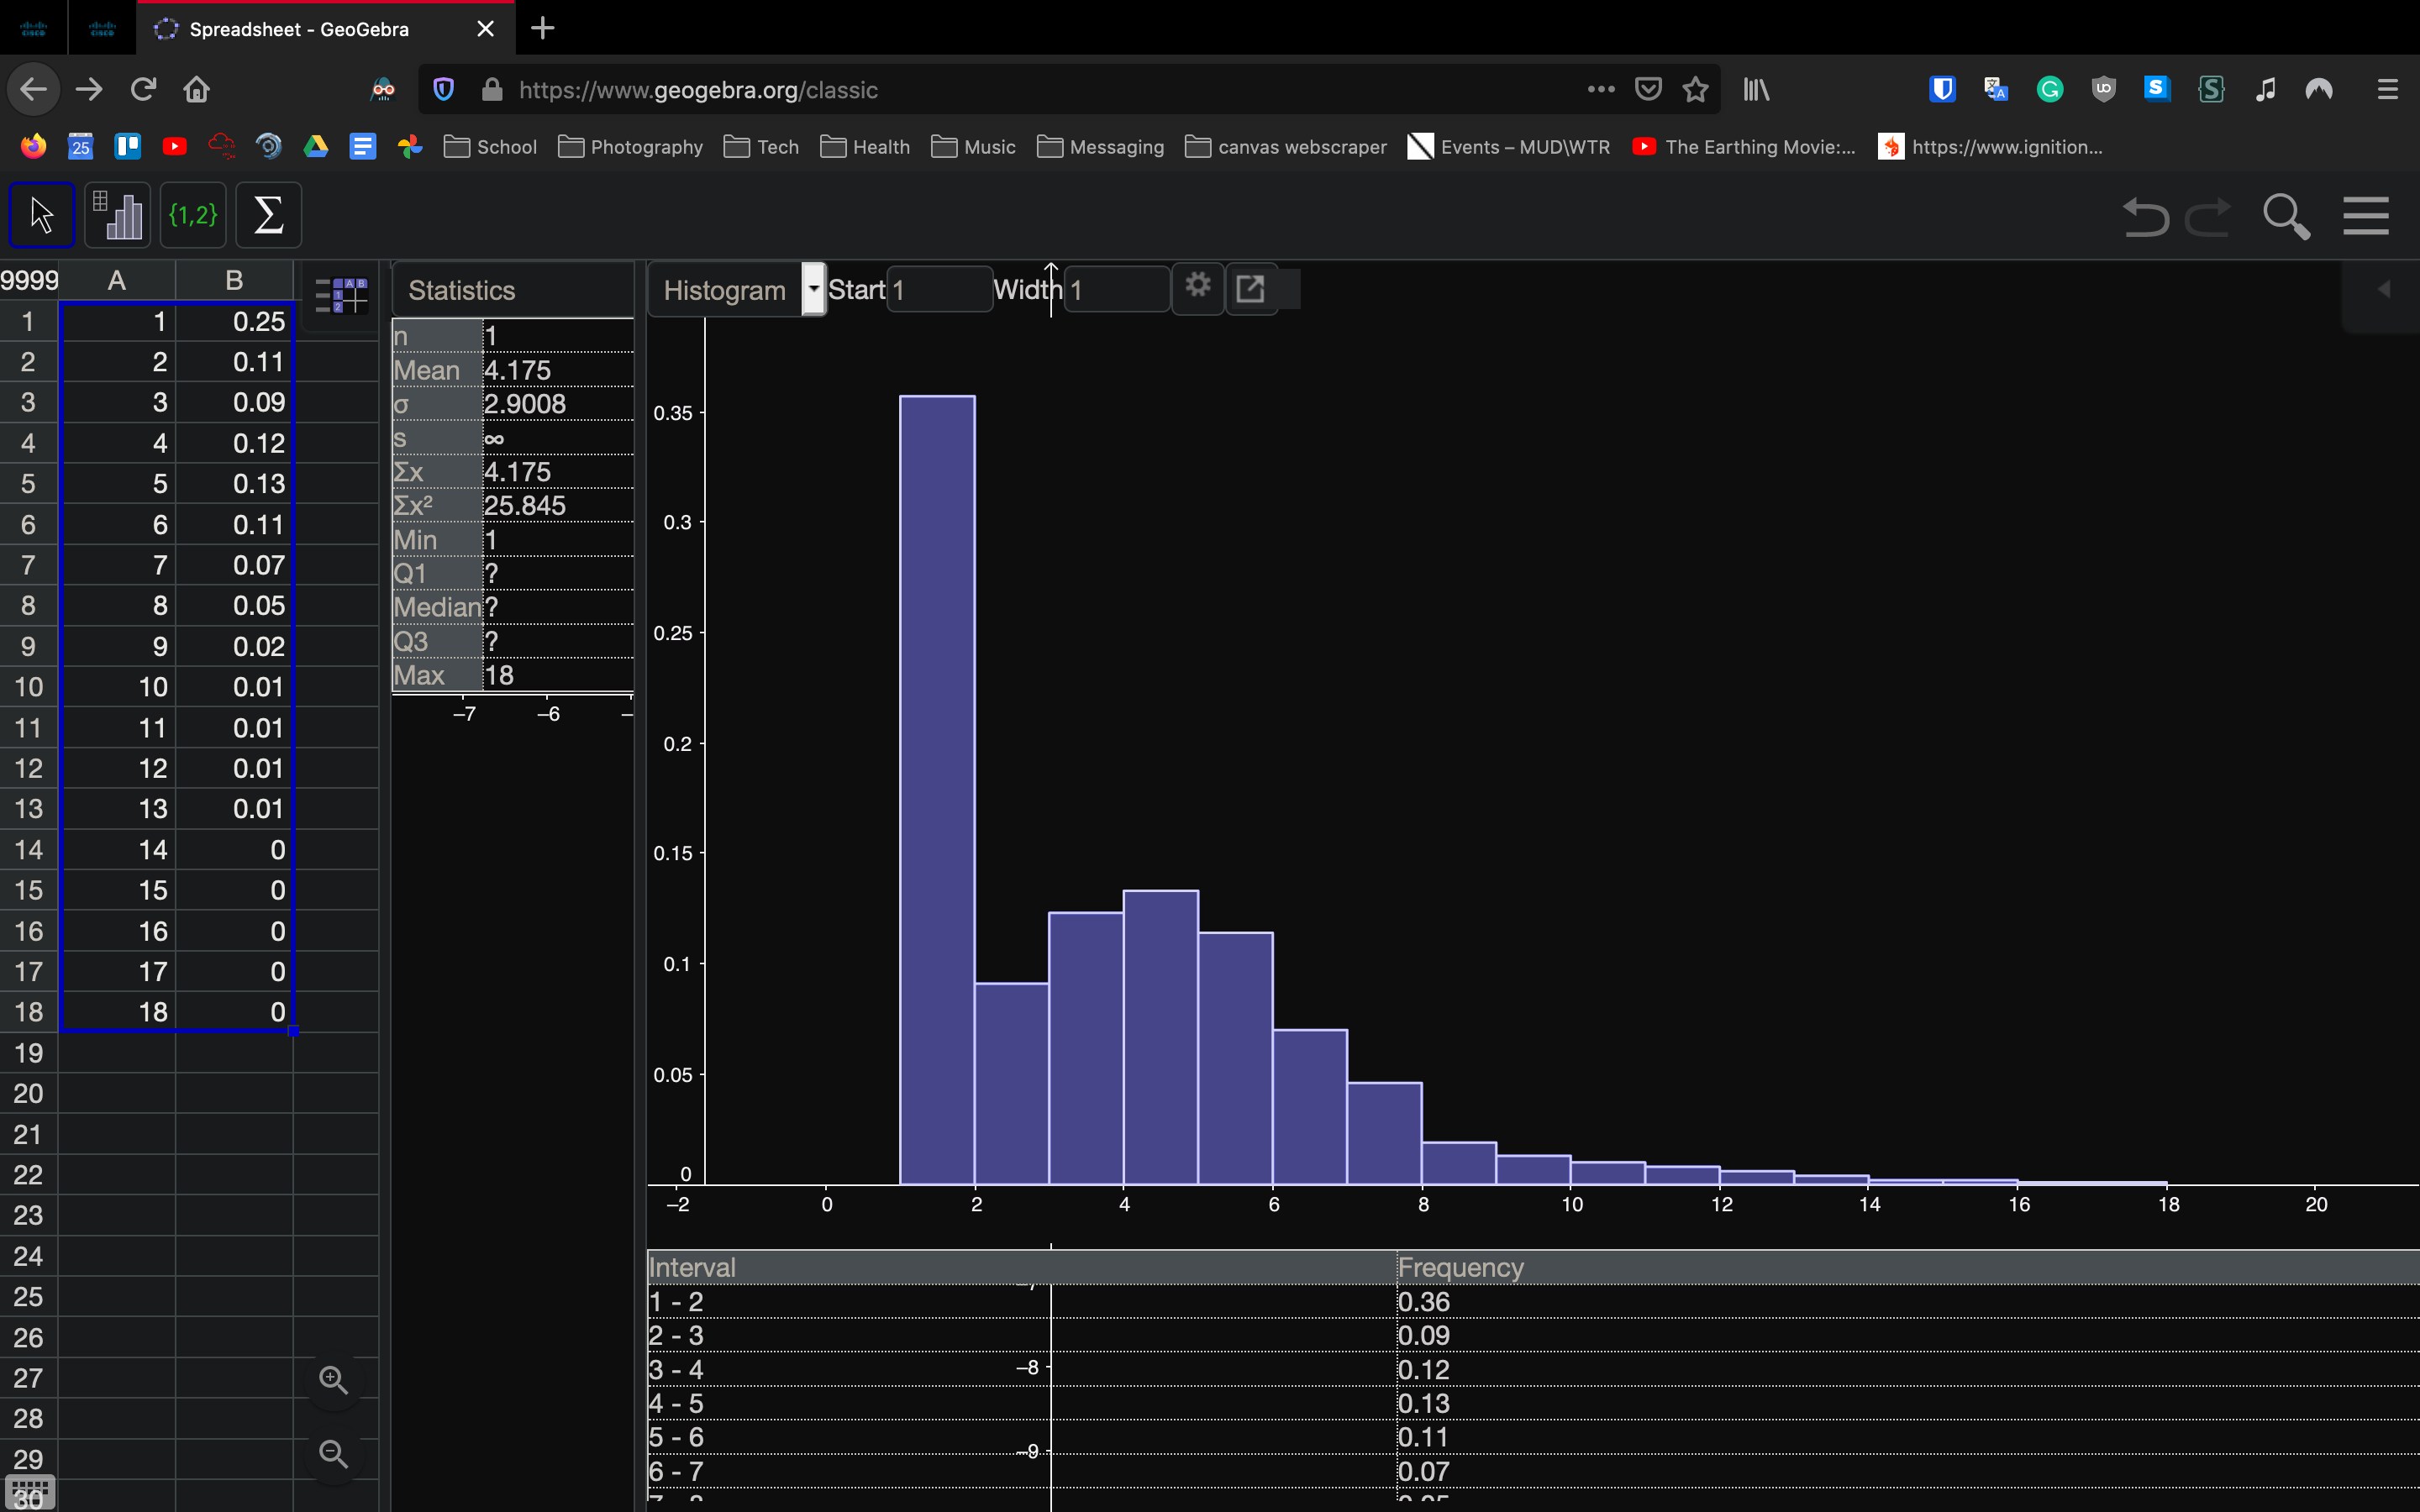 Spreadsheet - GeoGebra
https://www.geogebra.org/classic
25 School Photography Tech Health Music Messaging canvas webscraper Events – MUD\WTR The Earthing Movie:... https://www.ignition...
{1,2} Σ
9999 A B
1 1 0.25
2 2 0.11
3 3 0.09
4 4 0.12
5 5 0.13
6 6 0.11
7 7 0.07
8 8 0.05
9 9 0.02
10 10 0.01
11 11 0.01
12 12 0.01
13 13 0.01
14 14 0
15 15 0
16 16 0
17 17 0
18 18 0
19
20
21
22
23
24
25
26
27
28
29
30
Statistics
n 1
Mean 4.175
σ 2.9008
s ∞
Σx 4.175
Σx² 25.845
Min 1
Q1 ?
Median ?
Q3 ?
Max 18
–7 –6
Histogram Start 1 Width 1
0.35
0.3
0.25
0.2
0.15
0.1
0.05
0
–2 0 2 4 6 8 10 12 14 16 18 20
Interval Frequency
1 - 2 0.36
2 - 3 0.09
3 - 4 0.12
–8
4 - 5 0.13
5 - 6 0.11
–9
6 - 7 0.07